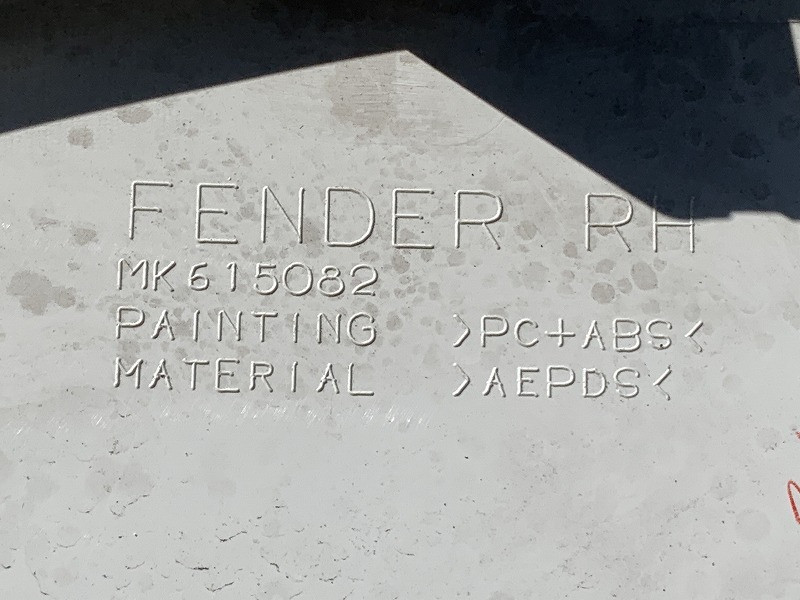 FENDER RH
MK615082
PAINTING >PC+ABS<
MATERIAL >AEPDS<